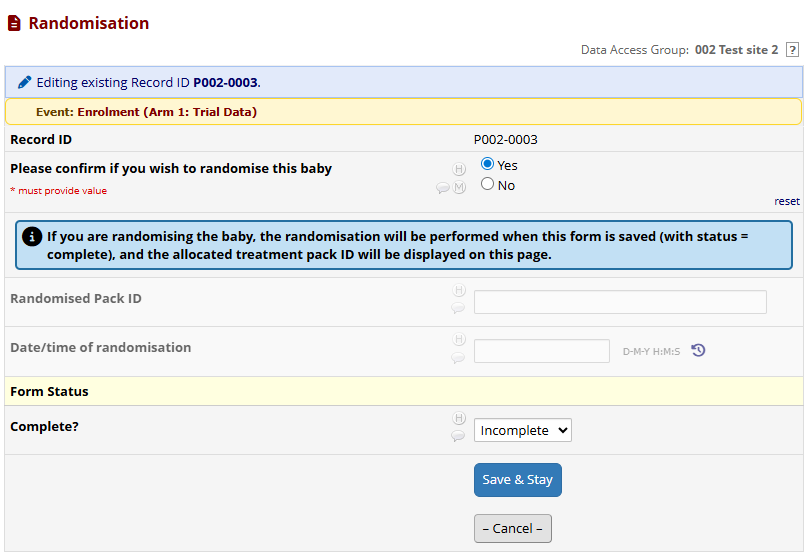 Randomisation
Data Access Group: 002 Test site 2 ?
Editing existing Record ID P002-0003.
Event: Enrolment (Arm 1: Trial Data)
Record ID P002-0003
Please confirm if you wish to randomise this baby
* must provide value
H
M
Yes
No
reset
i
If you are randomising the baby, the randomisation will be performed when this form is saved (with status =
complete), and the allocated treatment pack ID will be displayed on this page.
Randomised Pack ID
H
Date/time of randomisation
H
D-M-Y H:M:S
Form Status
Complete?
H
Incomplete
Save & Stay
– Cancel –